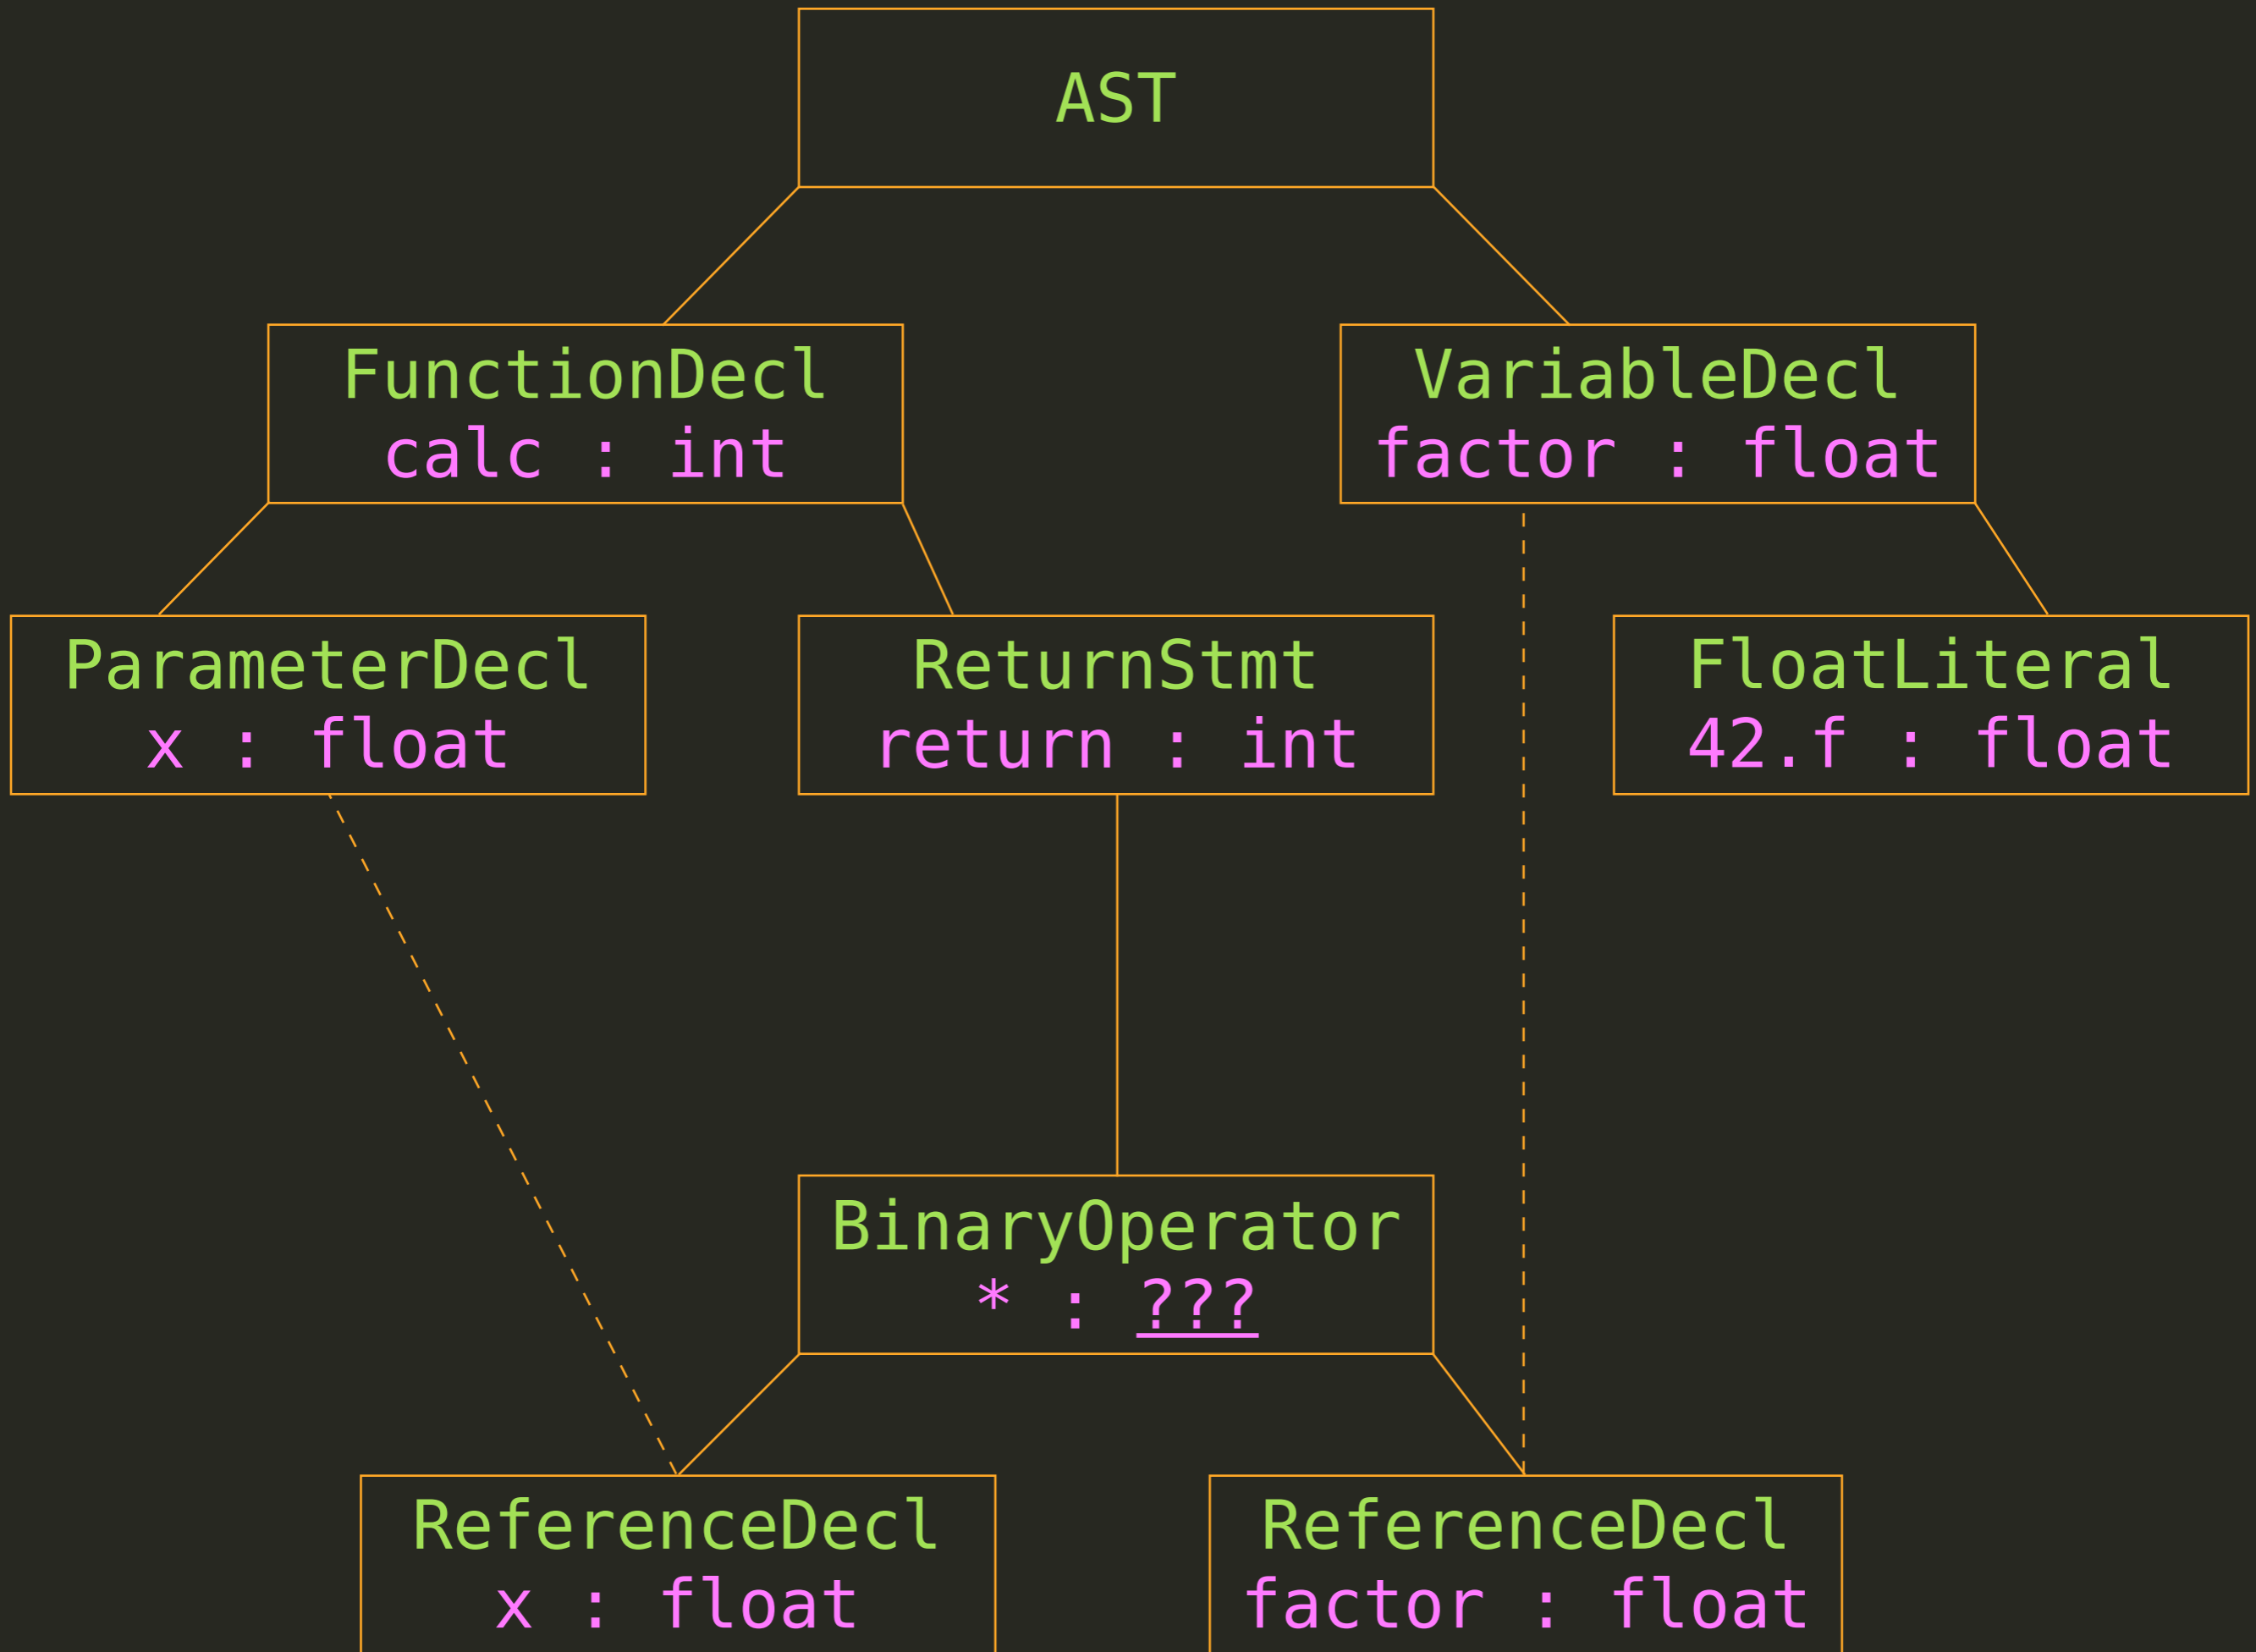 AST
FunctionDecl
calc : int
VariableDecl
factor : float
ParameterDecl
x : float
ReturnStmt
return : int
FloatLiteral
42.f : float
BinaryOperator
* : ???
ReferenceDecl
x : float
ReferenceDecl
factor : float